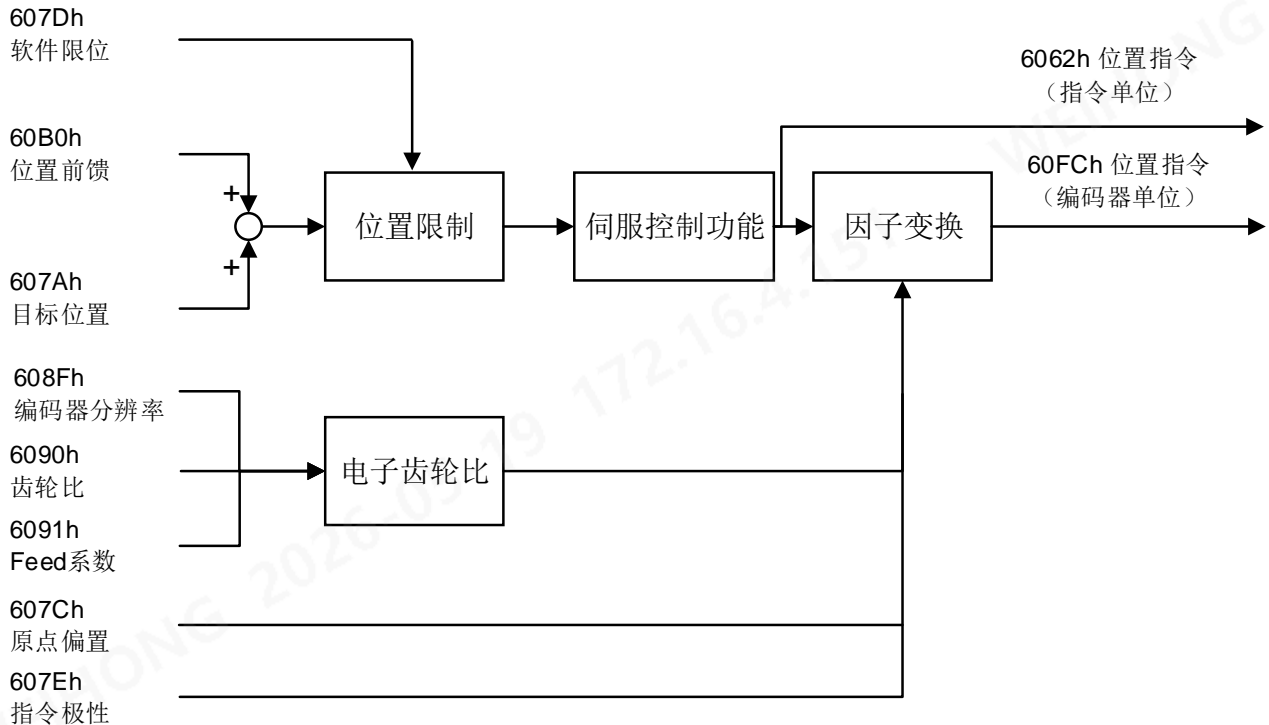 607Dh
软件限位
6062h 位置指令
（指令单位）
60B0h
位置前馈
60FCh 位置指令
（编码器单位）
+
位置限制
伺服控制功能
因子变换
+
607Ah
目标位置
608Fh
编码器分辨率
6090h
齿轮比
电子齿轮比
6091h
Feed系数
607Ch
原点偏置
607Eh
指令极性